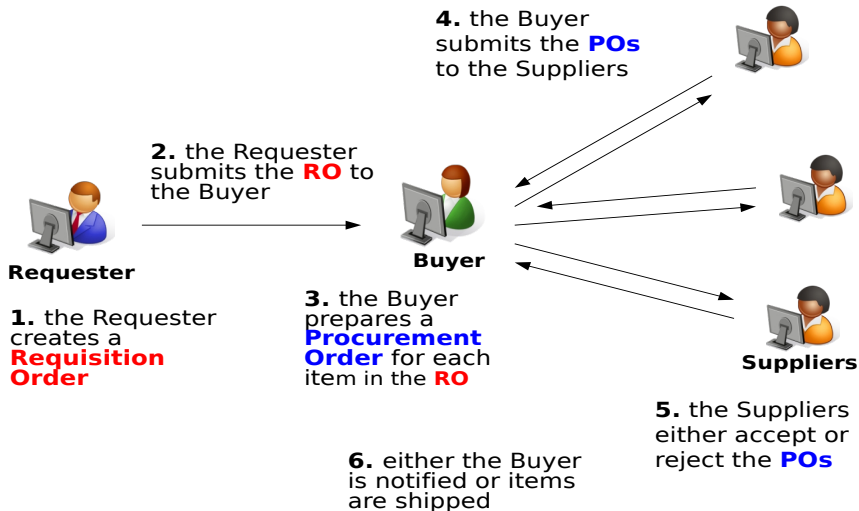 4. the Buyer
submits the POs
to the Suppliers
2. the Requester
submits the RO to
the Buyer
Requester
Buyer
1. the Requester
creates a
Requisition
Order
3. the Buyer
prepares a
Procurement
Order for each
item in the RO
Suppliers
5. the Suppliers
either accept or
reject the POs
6. either the Buyer
is notified or items
are shipped